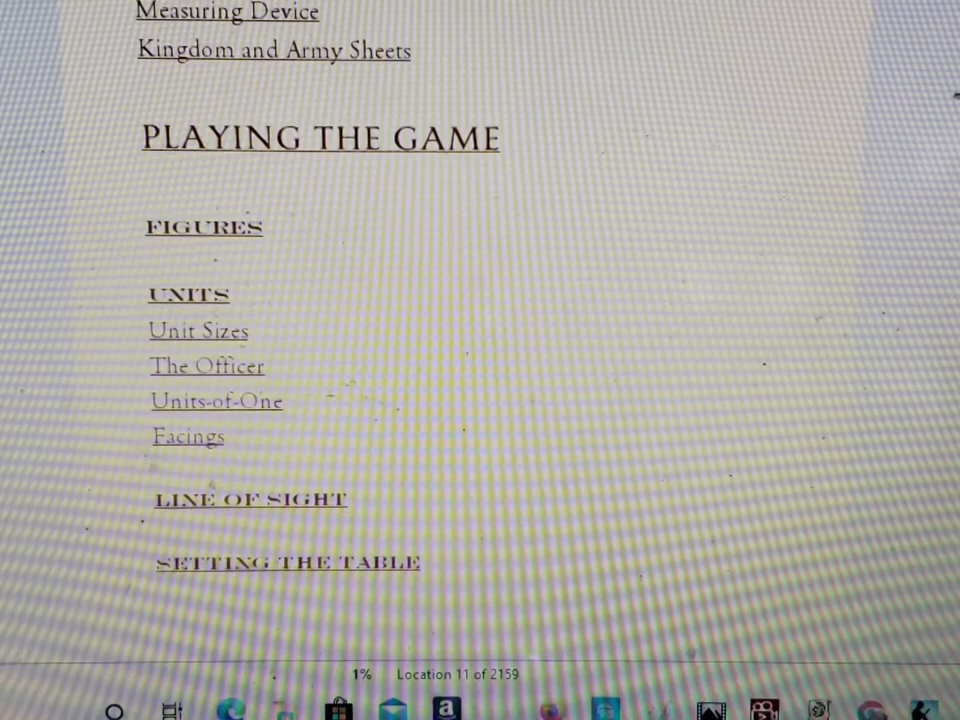 Measuring Device
Kingdom and Army Sheets
PLAYING THE GAME
FIGURES
UNITS
Unit Sizes
The Officer
Units-of-One
Facings
LINE OF SIGHT
SETTING THE TABLE
1% Location 11 of 2159
a